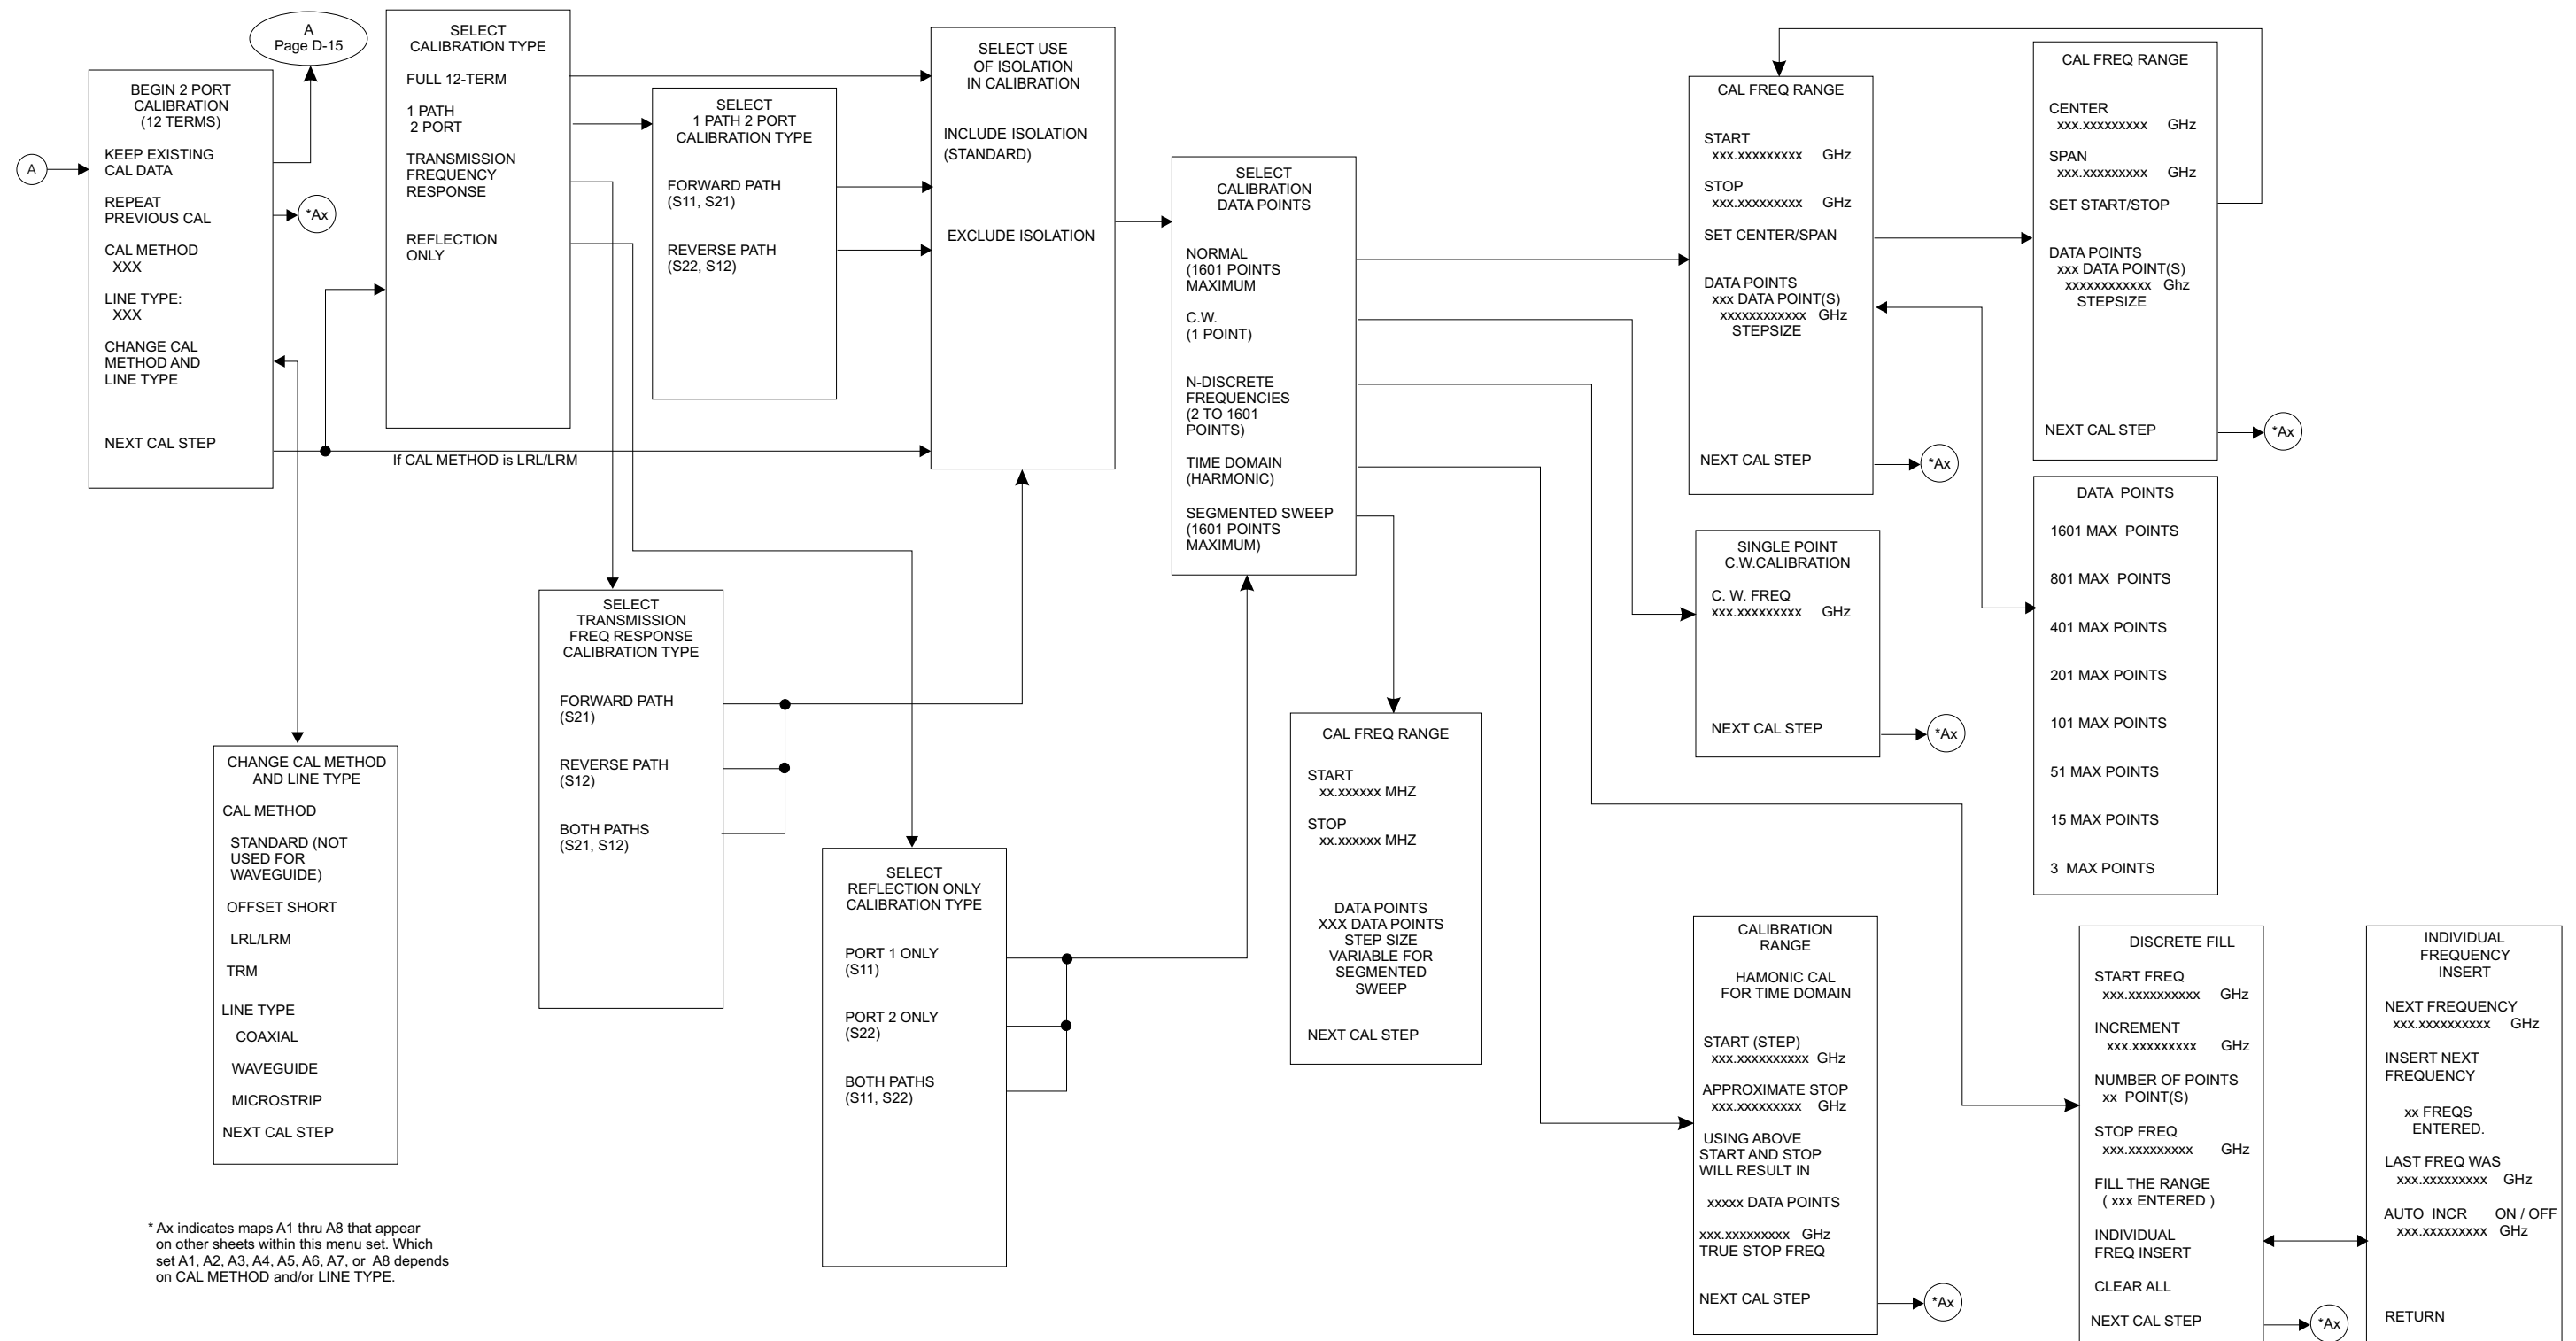 A
Page D-15
A
BEGIN 2 PORT
CALIBRATION
(12 TERMS)
KEEP EXISTING
CAL DATA
REPEAT
PREVIOUS CAL
*Ax
CAL METHOD
XXX
LINE TYPE:
XXX
CHANGE CAL
METHOD AND
LINE TYPE
NEXT CAL STEP
If CAL METHOD is LRL/LRM
CHANGE CAL METHOD
AND LINE TYPE
CAL METHOD
STANDARD (NOT
USED FOR
WAVEGUIDE)
OFFSET SHORT
LRL/LRM
TRM
LINE TYPE
COAXIAL
WAVEGUIDE
MICROSTRIP
NEXT CAL STEP
* Ax indicates maps A1 thru A8 that appear
on other sheets within this menu set. Which
set A1, A2, A3, A4, A5, A6, A7, or A8 depends
on CAL METHOD and/or LINE TYPE.
SELECT
CALIBRATION TYPE
FULL 12-TERM
1 PATH
2 PORT
TRANSMISSION
FREQUENCY
RESPONSE
REFLECTION
ONLY
SELECT
1 PATH 2 PORT
CALIBRATION TYPE
FORWARD PATH
(S11, S21)
REVERSE PATH
(S22, S12)
SELECT
TRANSMISSION
FREQ RESPONSE
CALIBRATION TYPE
FORWARD PATH
(S21)
REVERSE PATH
(S12)
BOTH PATHS
(S21, S12)
SELECT
REFLECTION ONLY
CALIBRATION TYPE
PORT 1 ONLY
(S11)
PORT 2 ONLY
(S22)
BOTH PATHS
(S11, S22)
SELECT USE
OF ISOLATION
IN CALIBRATION
INCLUDE ISOLATION
(STANDARD)
EXCLUDE ISOLATION
SELECT
CALIBRATION
DATA POINTS
NORMAL
(1601 POINTS
MAXIMUM
C.W.
(1 POINT)
N-DISCRETE
FREQUENCIES
(2 TO 1601
POINTS)
TIME DOMAIN
(HARMONIC)
SEGMENTED SWEEP
(1601 POINTS
MAXIMUM)
CAL FREQ RANGE
START
xx.xxxxxx MHZ
STOP
xx.xxxxxx MHZ
DATA POINTS
XXX DATA POINTS
STEP SIZE
VARIABLE FOR
SEGMENTED
SWEEP
NEXT CAL STEP
CAL FREQ RANGE
START
xxx.xxxxxxxxx GHz
STOP
xxx.xxxxxxxxx GHz
SET CENTER/SPAN
DATA POINTS
xxx DATA POINT(S)
xxxxxxxxxxxx GHz
STEPSIZE
NEXT CAL STEP
*Ax
SINGLE POINT
C.W.CALIBRATION
C. W. FREQ
xxx.xxxxxxxxx GHz
NEXT CAL STEP
*Ax
CALIBRATION
RANGE
HAMONIC CAL
FOR TIME DOMAIN
START (STEP)
xxx.xxxxxxxxxx GHz
APPROXIMATE STOP
xxx.xxxxxxxxx GHz
USING ABOVE
START AND STOP
WILL RESULT IN
xxxxx DATA POINTS
xxx.xxxxxxxxx GHz
TRUE STOP FREQ
NEXT CAL STEP
*Ax
CAL FREQ RANGE
CENTER
xxx.xxxxxxxxx GHz
SPAN
xxx.xxxxxxxxx GHz
SET START/STOP
DATA POINTS
xxx DATA POINT(S)
xxxxxxxxxxxx Ghz
STEPSIZE
NEXT CAL STEP
*Ax
DATA POINTS
1601 MAX POINTS
801 MAX POINTS
401 MAX POINTS
201 MAX POINTS
101 MAX POINTS
51 MAX POINTS
15 MAX POINTS
3 MAX POINTS
DISCRETE FILL
START FREQ
xxx.xxxxxxxxxx GHz
INCREMENT
xxx.xxxxxxxxx GHz
NUMBER OF POINTS
xx POINT(S)
STOP FREQ
xxx.xxxxxxxxx GHz
FILL THE RANGE
( xxx ENTERED )
INDIVIDUAL
FREQ INSERT
CLEAR ALL
NEXT CAL STEP
*Ax
INDIVIDUAL
FREQUENCY
INSERT
NEXT FREQUENCY
xxx.xxxxxxxxxx GHz
INSERT NEXT
FREQUENCY
xx FREQS
ENTERED.
LAST FREQ WAS
xxx.xxxxxxxxx GHz
AUTO INCR ON / OFF
xxx.xxxxxxxxx GHz
RETURN